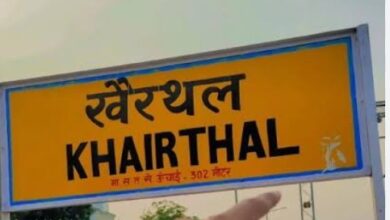 खैरथल
KHAIRTHAL
मा स त से ऊंचाई - 302 मीटर